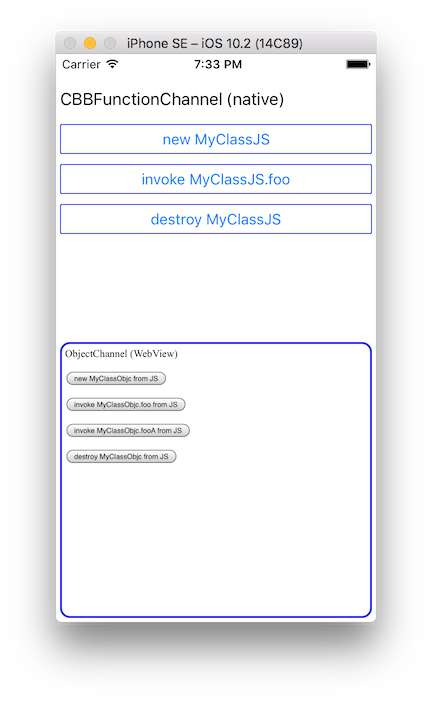 iPhone SE – iOS 10.2 (14C89)
Carrier 7:33 PM
CBBFunctionChannel (native)
new MyClassJS
invoke MyClassJS.foo
destroy MyClassJS
ObjectChannel (WebView)
new MyClassObjc from JS
invoke MyClassObjc.foo from JS
invoke MyClassObjc.fooA from JS
destroy MyClassObjc from JS